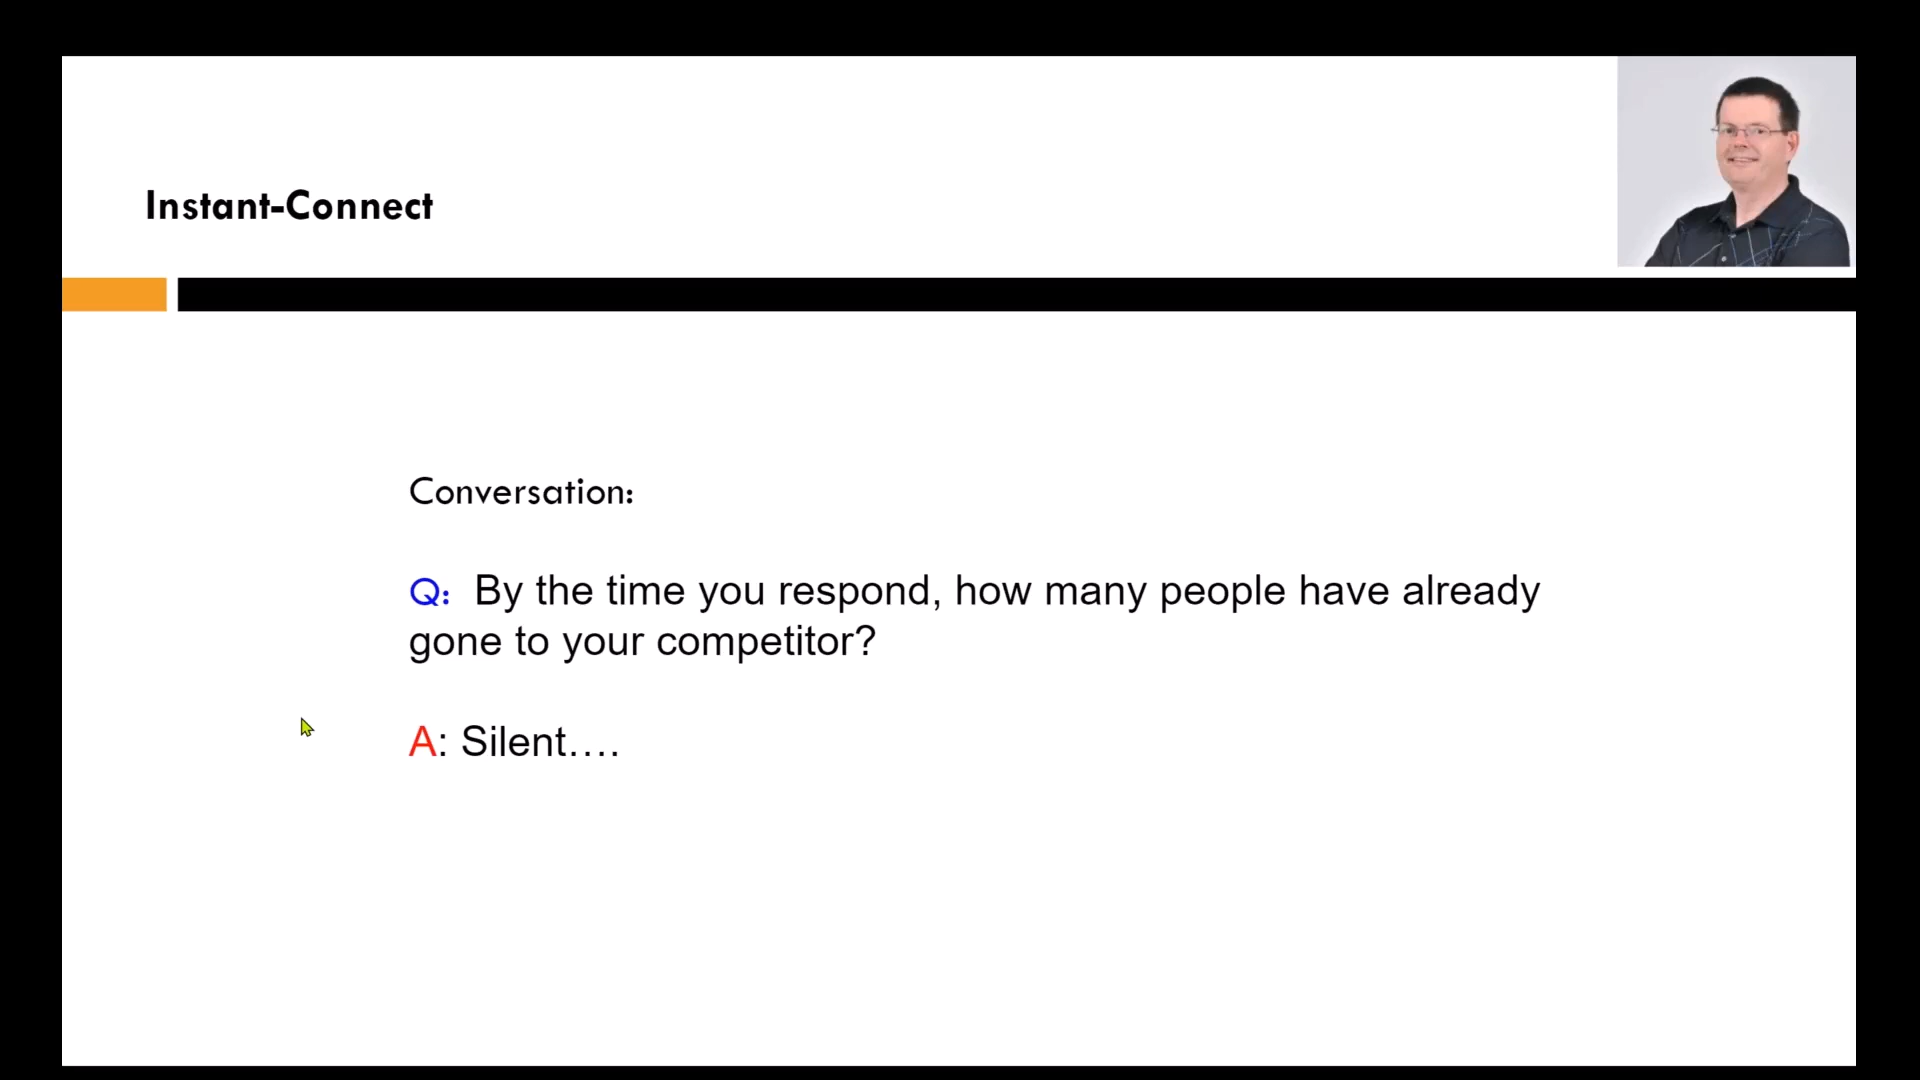 Instant-Connect
Conversation:
Q: By the time you respond, how many people have already
gone to your competitor?
A: Silent....